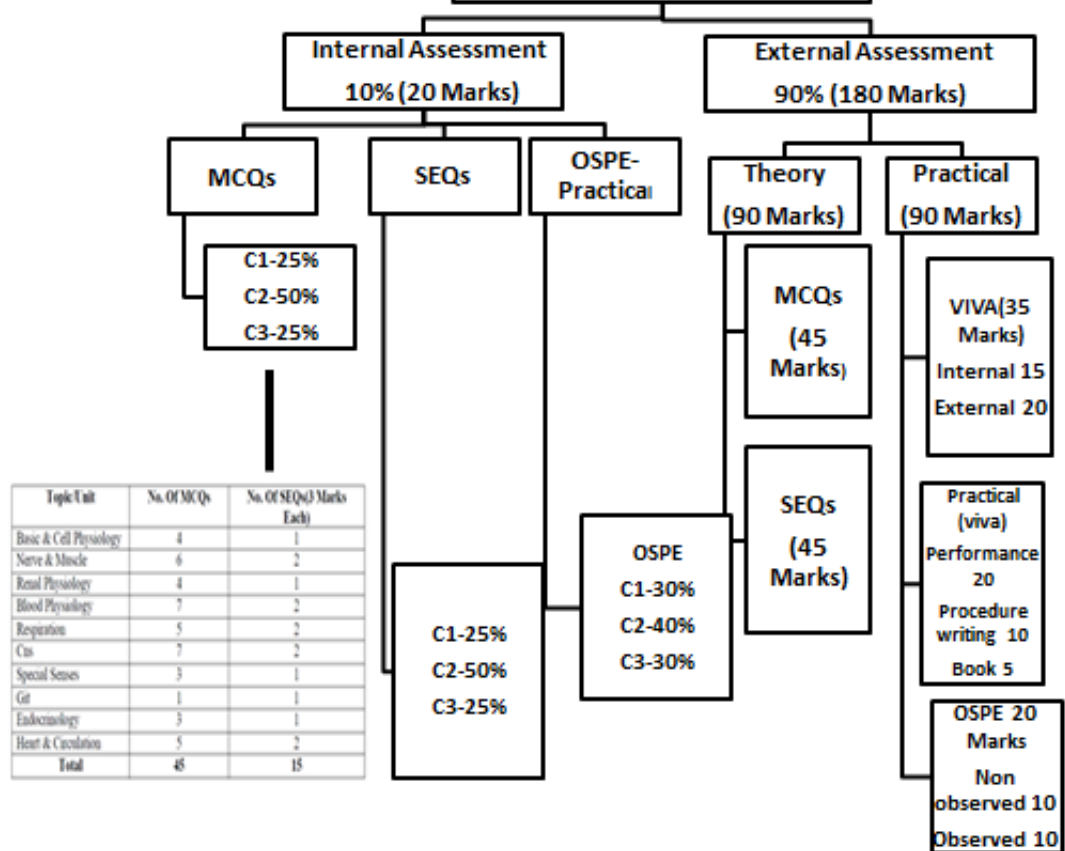 Internal Assessment
10% (20 Marks)
External Assessment
90% (180 Marks)
MCQs
SEQs
OSPE-
Practical
Theory
(90 Marks)
Practical
(90 Marks)
C1-25%
C2-50%
C3-25%
MCQs
(45
Marks)
VIVA(35
Marks)
Internal 15
External 20
Topic/Unit No. Of MCQs No. Of SEQs(3 Marks
Each)
Basic & Cell Physiology 4 1
Nerve & Muscle 6 2
Renal Physiology 4 1
Blood Physiology 7 2
Respiration 5 2
Cns 7 2
Special Senses 3 1
Git 1 1
Endocrinology 3 1
Heart & Circulation 5 2
Total 45 15
C1-25%
C2-50%
C3-25%
OSPE
C1-30%
C2-40%
C3-30%
SEQs
(45
Marks)
Practical
(viva)
Performance
20
Procedure
writing 10
Book 5
OSPE 20
Marks
Non
observed 10
Observed 10